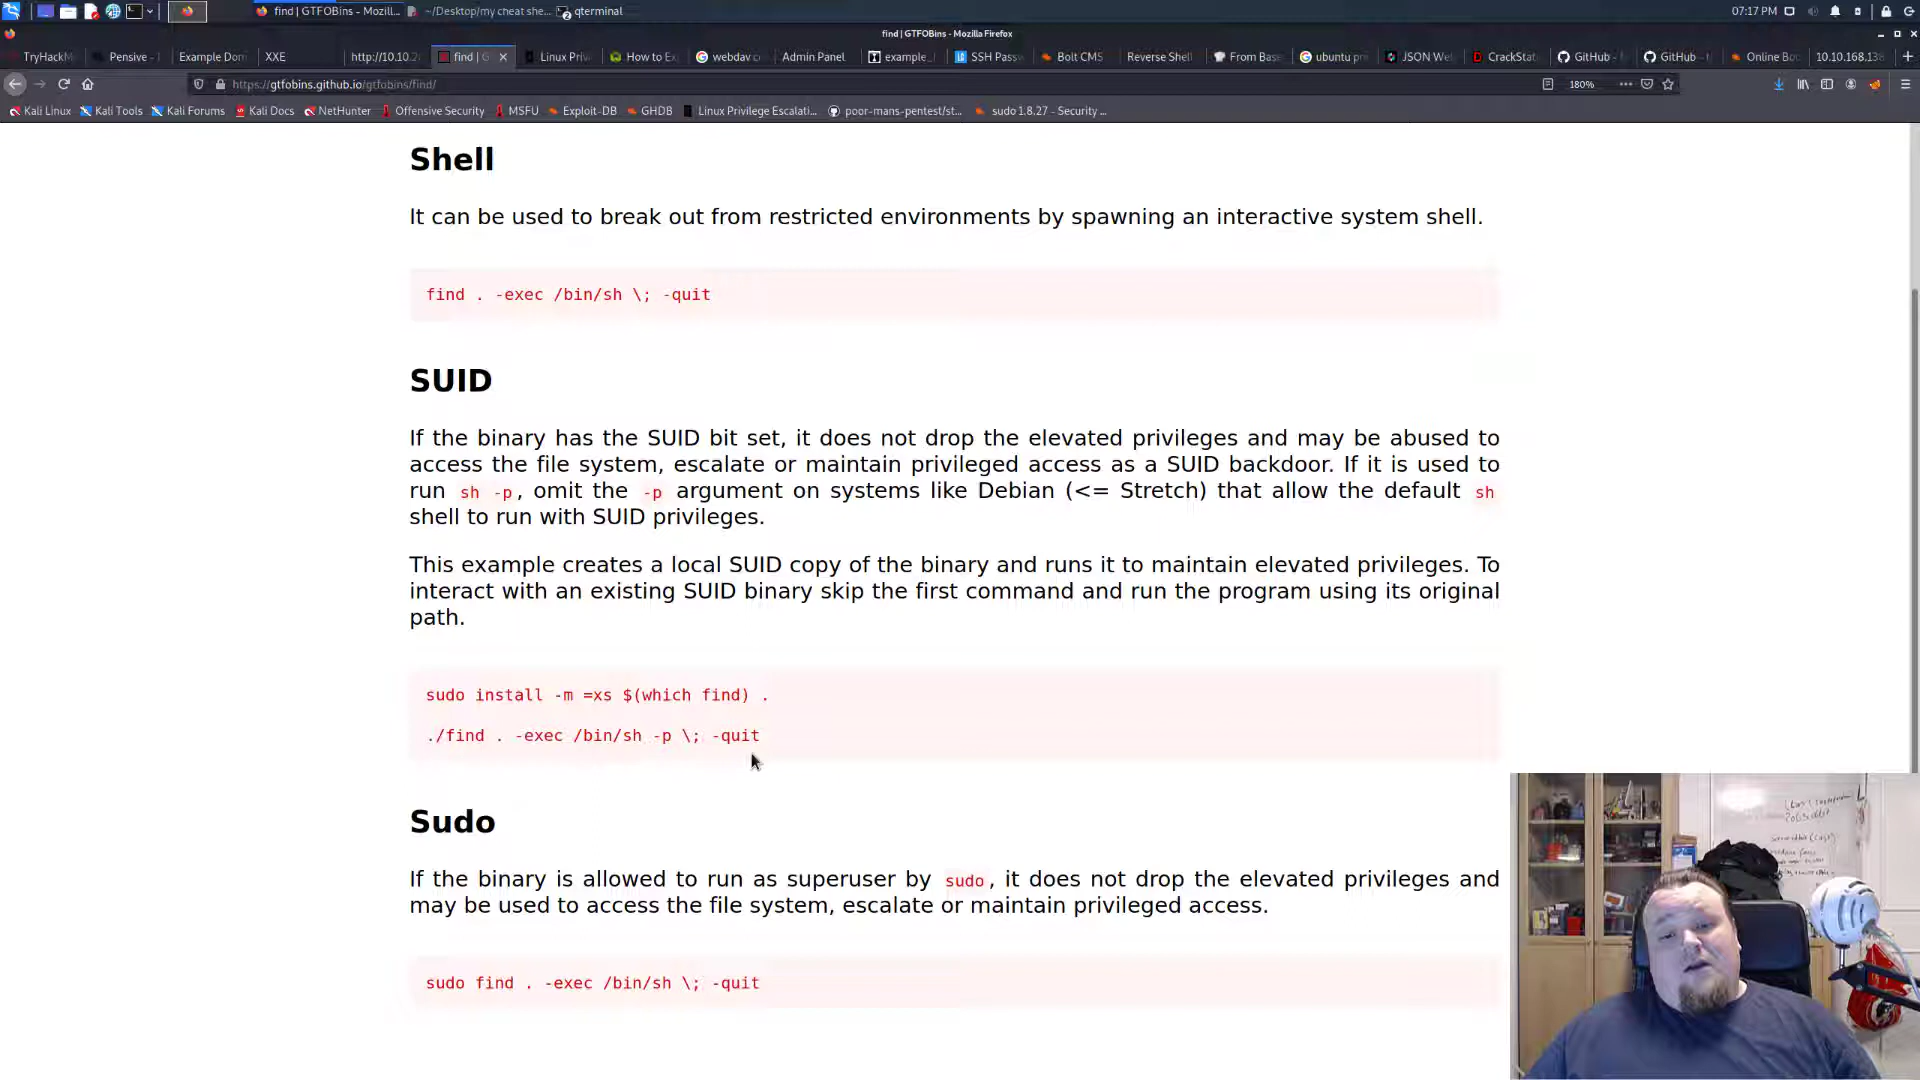 find | GTFOBins - Mozill...
~/Desktop/my cheat she...
qterminal
07:17 PM
find | GTFOBins - Mozilla Firefox
TryHackM
Pensive -
Example Dom
XXE
http://10.10.2
find | G
Linux Priv
How to Ex
webdav
Admin Panel
example_
SSH Pass
Bolt CMS
Reverse Shell
From Base
ubuntu pr
JSON Web
CrackStat
GitHub -
GitHub -
Online Bo
10.10.168.138
https://gtfobins.github.io/gtfobins/find/
180%
Kali Linux
Kali Tools
Kali Forums
Kali Docs
NetHunter
Offensive Security
MSFU
Exploit-DB
GHDB
Linux Privilege Escalati...
poor-mans-pentest/st...
sudo 1.8.27 - Security ...
Shell
It can be used to break out from restricted environments by spawning an interactive system shell.
find . -exec /bin/sh \; -quit
SUID
If the binary has the SUID bit set, it does not drop the elevated privileges and may be abused to
access the file system, escalate or maintain privileged access as a SUID backdoor. If it is used to
run sh -p, omit the -p argument on systems like Debian (<= Stretch) that allow the default sh
shell to run with SUID privileges.
This example creates a local SUID copy of the binary and runs it to maintain elevated privileges. To
interact with an existing SUID binary skip the first command and run the program using its original
path.
sudo install -m =xs $(which find) .
./find . -exec /bin/sh -p \; -quit
Sudo
If the binary is allowed to run as superuser by sudo, it does not drop the elevated privileges and
may be used to access the file system, escalate or maintain privileged access.
sudo find . -exec /bin/sh \; -quit